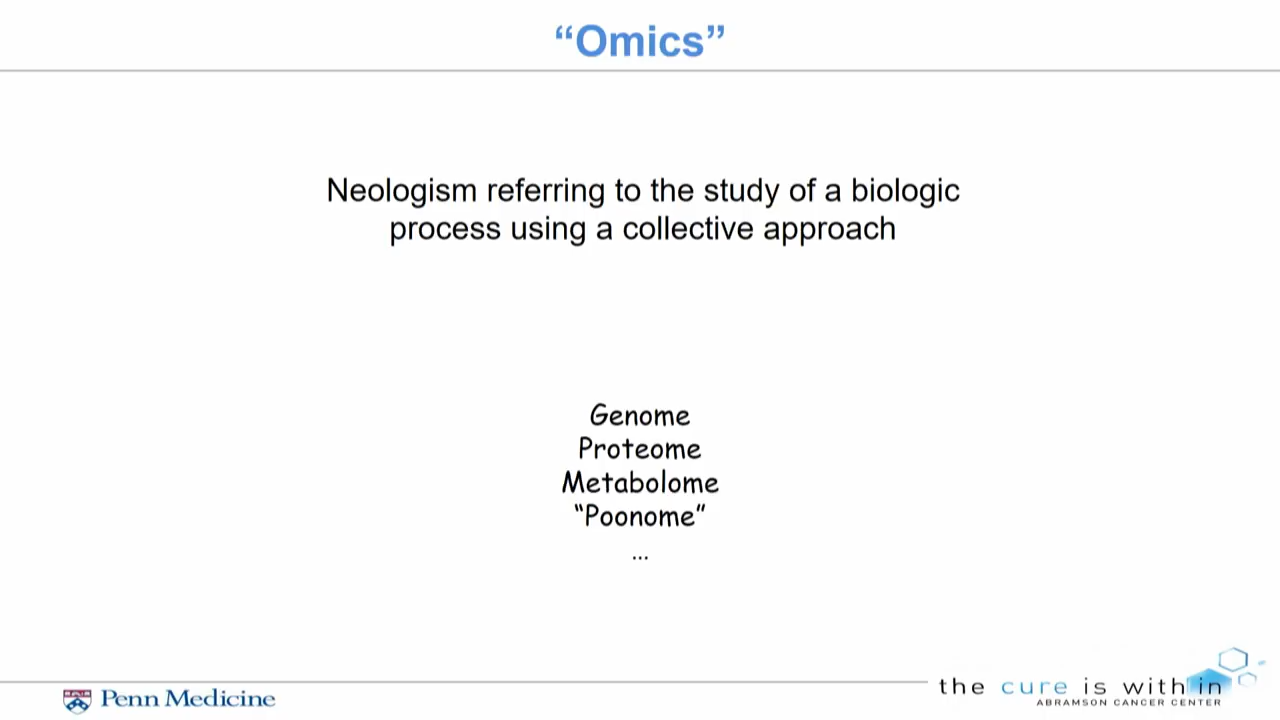 “Omics”
Neologism referring to the study of a biologic
process using a collective approach
Genome
Proteome
Metabolome
“Poonome”
...
Penn Medicine
the cure is within
ABRAMSON CANCER CENTER